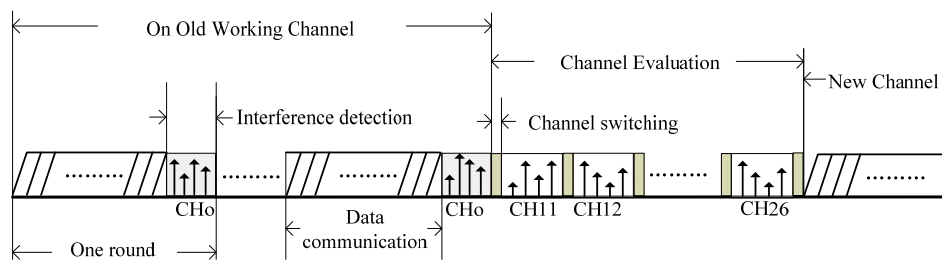 On Old Working Channel
Channel Evaluation
New Channel
Interference detection
Channel switching
.........
.........
.........
.........
.........
CHo
CHo
CH11
CH12
CH26
Data
communication
One round